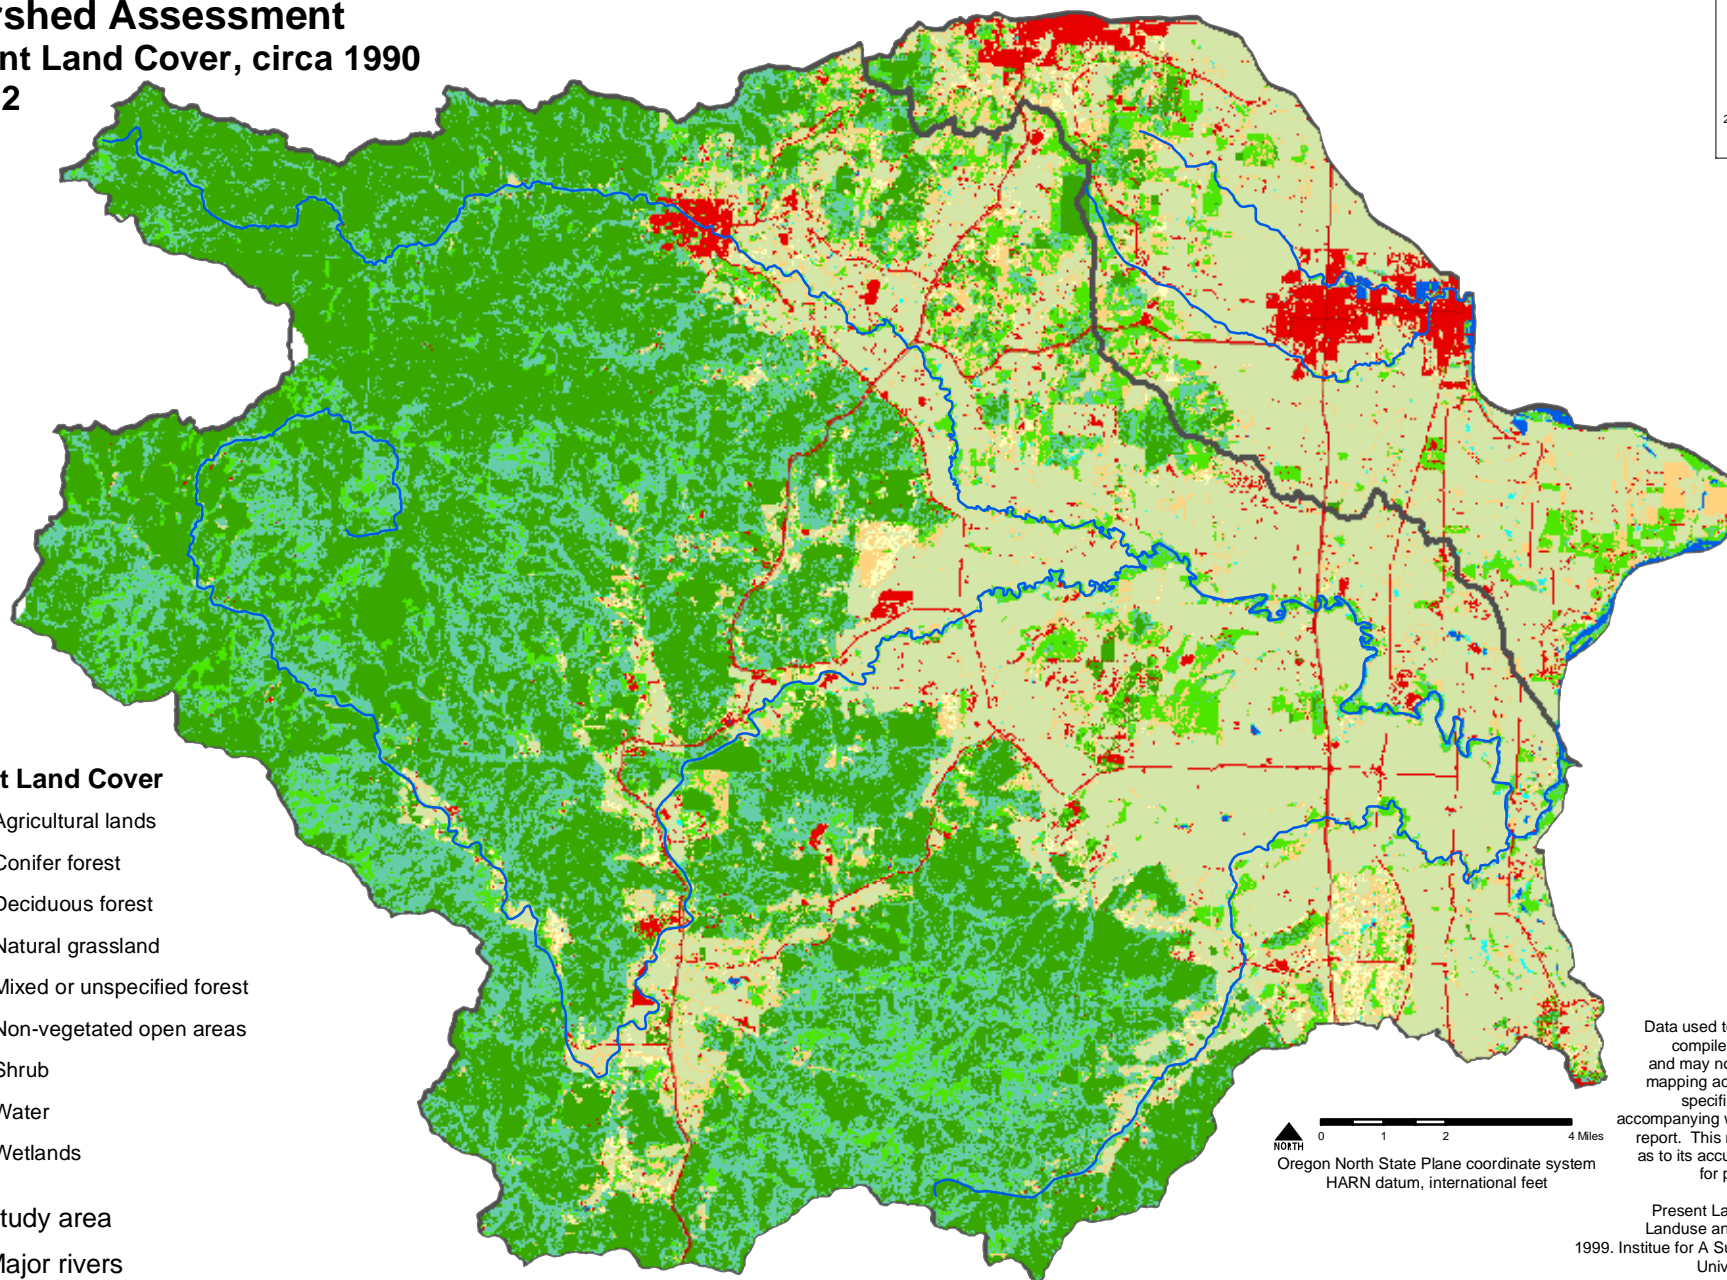 rshed Assessment
nt Land Cover, circa 1990
2
2
t Land Cover
Agricultural lands
Conifer forest
Deciduous forest
Natural grassland
Mixed or unspecified forest
Non-vegetated open areas
Shrub
Water
Wetlands
tudy area
Major rivers
NORTH
0 1 2 4 Miles
Oregon North State Plane coordinate system
HARN datum, international feet
Data used t
compile
and may no
mapping ac
specifi
accompanying w
report. This
as to its accu
for p
Present La
Landuse an
1999. Institue for A Su
Univ